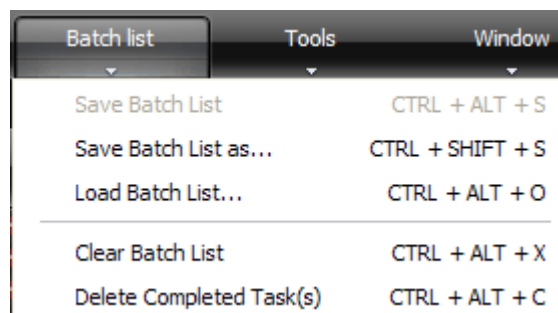 Batch list Tools Window
Save Batch List CTRL + ALT + S
Save Batch List as... CTRL + SHIFT + S
Load Batch List... CTRL + ALT + O
Clear Batch List CTRL + ALT + X
Delete Completed Task(s) CTRL + ALT + C